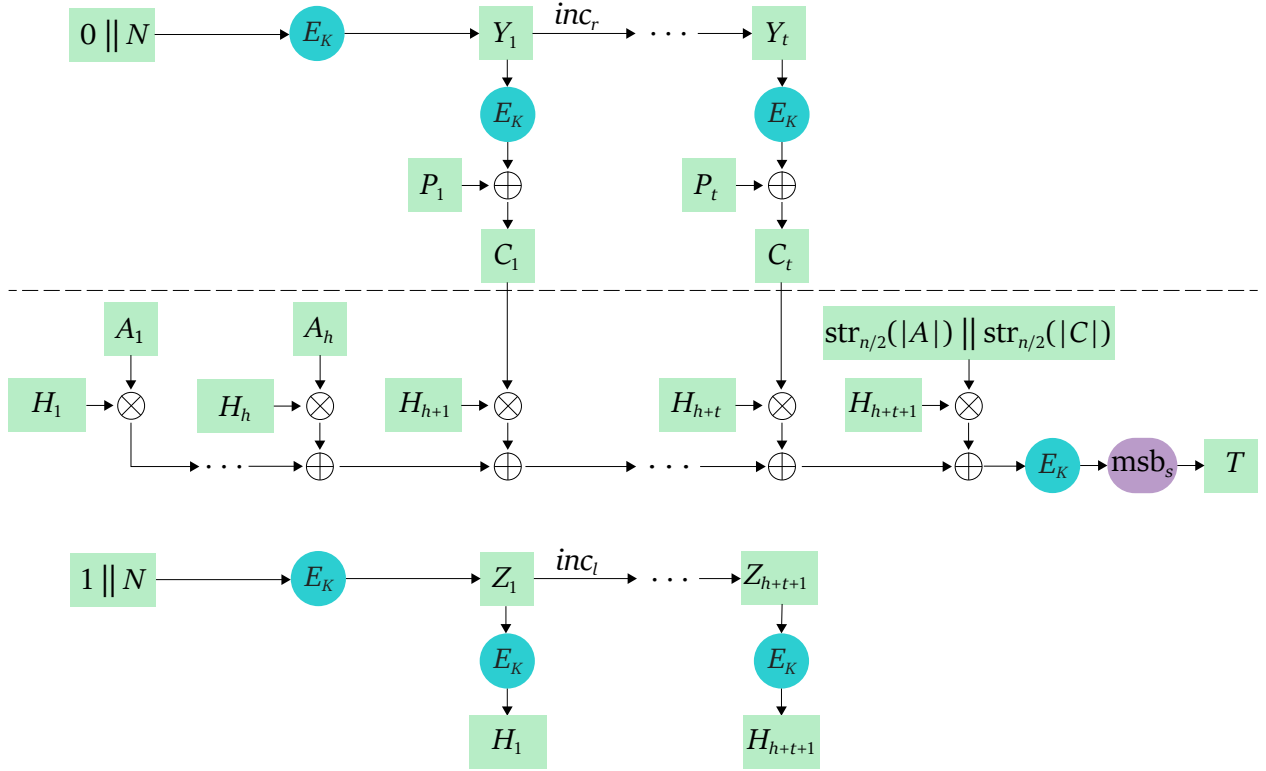 0 || N E_K Y_1 inc_r · · · Y_t
E_K E_K
P_1 P_t
C_1 C_t
A_1 A_h str_{n/2}(|A|) || str_{n/2}(|C|)
H_1 H_h H_{h+1} H_{h+t} H_{h+t+1}
· · · · · · E_K msb_s T
1 || N E_K Z_1 inc_l · · · Z_{h+t+1}
E_K E_K
H_1 H_{h+t+1}